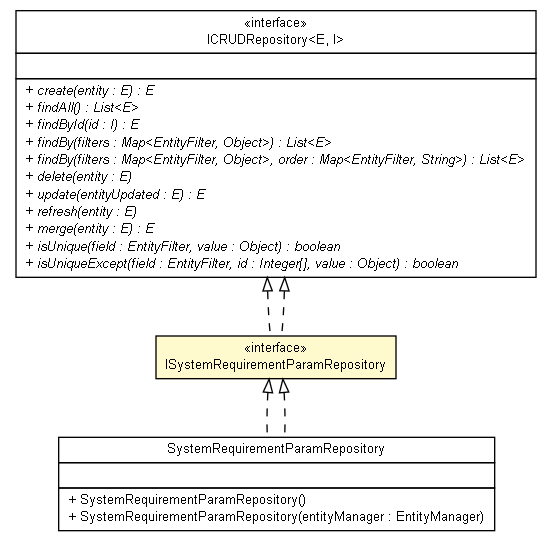 «interface»
ICRUDRepository<E, I>
+ create(entity : E) : E
+ findAll() : List<E>
+ findById(id : I) : E
+ findBy(filters : Map<EntityFilter, Object>) : List<E>
+ findBy(filters : Map<EntityFilter, Object>, order : Map<EntityFilter, String>) : List<E>
+ delete(entity : E)
+ update(entityUpdated : E) : E
+ refresh(entity : E)
+ merge(entity : E) : E
+ isUnique(field : EntityFilter, value : Object) : boolean
+ isUniqueExcept(field : EntityFilter, id : Integer[], value : Object) : boolean
«interface»
ISystemRequirementParamRepository
SystemRequirementParamRepository
+ SystemRequirementParamRepository()
+ SystemRequirementParamRepository(entityManager : EntityManager)